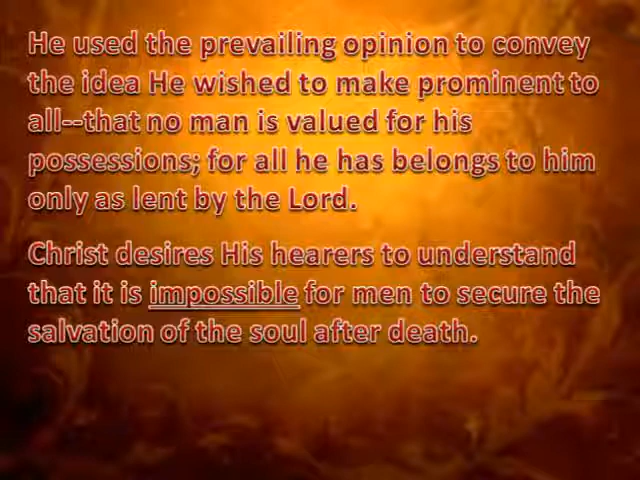 He used the prevailing opinion to convey
the idea He wished to make prominent to
all--that no man is valued for his
possessions; for all he has belongs to him
only as lent by the Lord.
Christ desires His hearers to understand
that it is impossible for men to secure the
salvation of the soul after death.